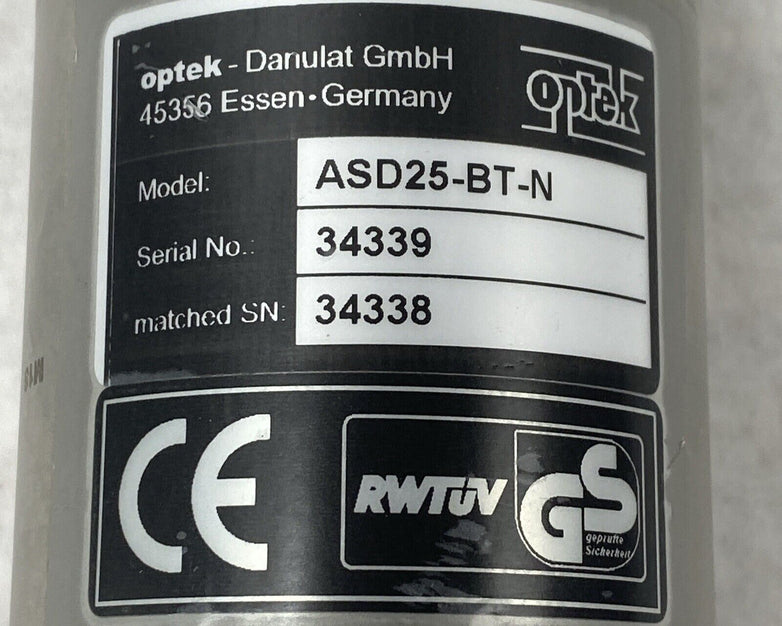 optek - Danulat GmbH
45356 Essen • Germany
optek
Model: ASD25-BT-N
Serial No.: 34339
matched SN: 34338
CE
RWTÜV
GS
geprüfte
Sicherheit